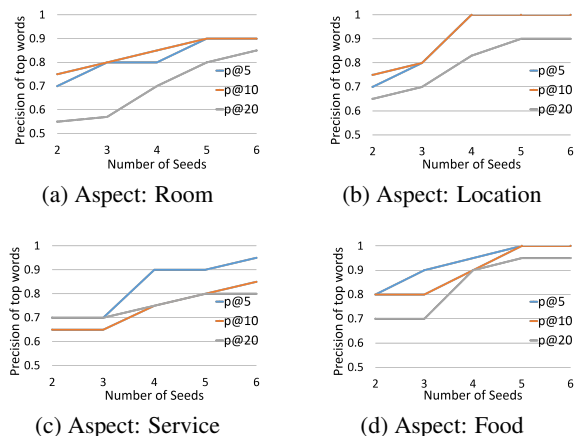 Precision of top words
1
0.9
0.8
0.7
0.6
0.5
2 3 4 5 6
Number of Seeds
p@5
p@10
p@20
(a) Aspect: Room
Precision of top words
1
0.9
0.8
0.7
0.6
0.5
2 3 4 5 6
Number of Seeds
p@5
p@10
p@20
(b) Aspect: Location
Precision of top words
1
0.9
0.8
0.7
0.6
0.5
2 3 4 5 6
Number of Seeds
p@5
p@10
p@20
(c) Aspect: Service
Precision of top words
1
0.9
0.8
0.7
0.6
0.5
2 3 4 5 6
Number of Seeds
p@5
p@10
p@20
(d) Aspect: Food